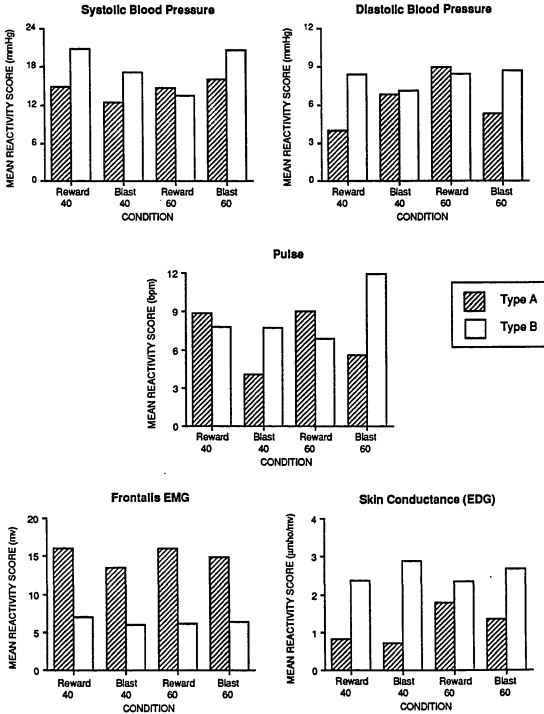 Systolic Blood Pressure
MEAN REACTIVITY SCORE (mmHg)
24
18
12
6
0
Reward Blast Reward Blast
40 40 60 60
CONDITION
Diastolic Blood Pressure
MEAN REACTIVITY SCORE (mmHg)
12
9
6
3
0
Reward Blast Reward Blast
40 40 60 60
CONDITION
Pulse
MEAN REACTIVITY SCORE (bpm)
12
9
6
3
0
Reward Blast Reward Blast
40 40 60 60
CONDITION
Type A
Type B
Frontalis EMG
MEAN REACTIVITY SCORE (mv)
20
15
10
5
0
Reward Blast Reward Blast
40 40 60 60
CONDITION
Skin Conductance (EDG)
MEAN REACTIVITY SCORE (µmho/mv)
4
3
2
1
0
Reward Blast Reward Blast
40 40 60 60
CONDITION